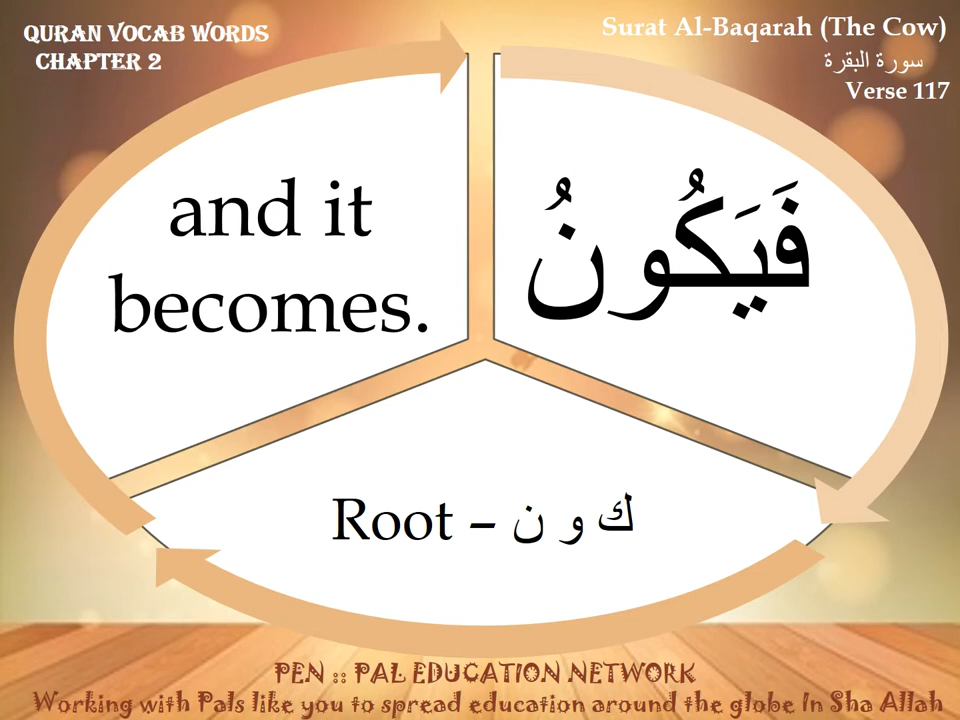 QURAN VOCAB WORDS
CHAPTER 2
Surat Al-Baqarah (The Cow)
سورة البقرة
Verse 117
and it
becomes.
فَيَكُونُ
Root – ك و ن
PEN :: PAL EDUCATION NETWORK
Working with Pals like you to spread education around the globe In Sha Allah